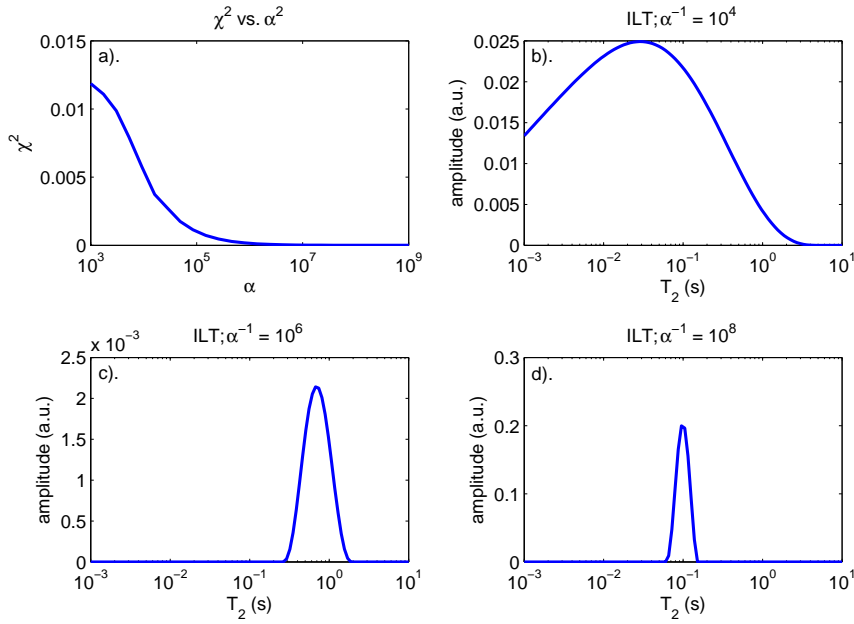 χ² vs. α²
a).
0.015
0.01
0.005
0
χ²
10³ 10⁵ 10⁷ 10⁹
α
ILT; α⁻¹ = 10⁴
b).
0.025
0.02
0.015
0.01
0.005
0
amplitude (a.u.)
10⁻³ 10⁻² 10⁻¹ 10⁰ 10¹
T₂ (s)
ILT; α⁻¹ = 10⁶
x 10⁻³
c).
2.5
2
1.5
1
0.5
0
amplitude (a.u.)
10⁻³ 10⁻² 10⁻¹ 10⁰ 10¹
T₂ (s)
ILT; α⁻¹ = 10⁸
d).
0.3
0.2
0.1
0
amplitude (a.u.)
10⁻³ 10⁻² 10⁻¹ 10⁰ 10¹
T₂ (s)